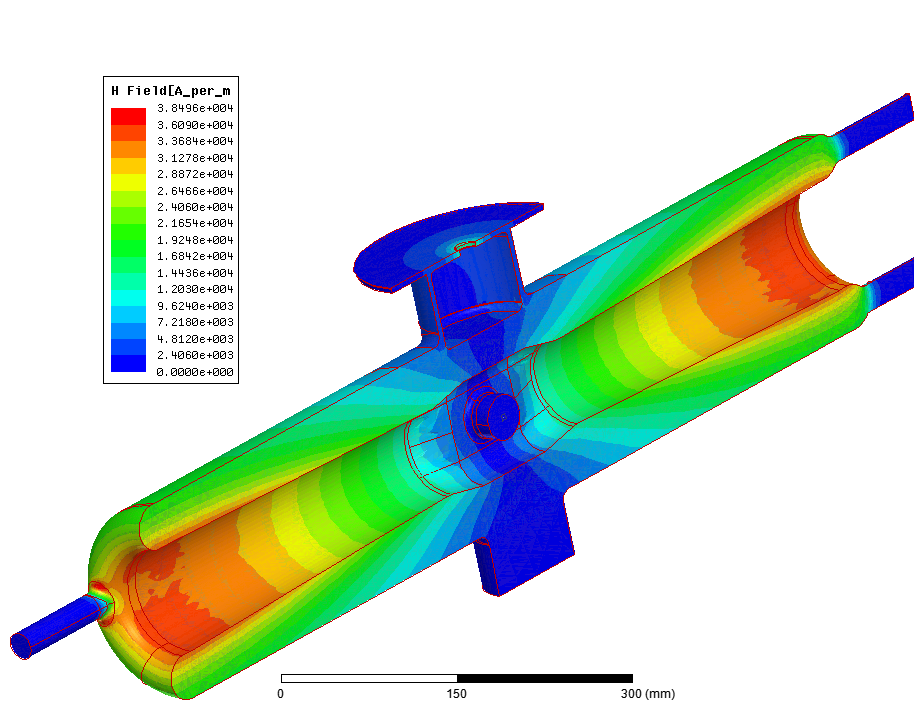 H Field[A_per_m
3.8496e+004
3.6090e+004
3.3684e+004
3.1278e+004
2.8872e+004
2.6466e+004
2.4060e+004
2.1654e+004
1.9248e+004
1.6842e+004
1.4436e+004
1.2030e+004
9.6240e+003
7.2180e+003
4.8120e+003
2.4060e+003
0.0000e+000
0 150 300 (mm)